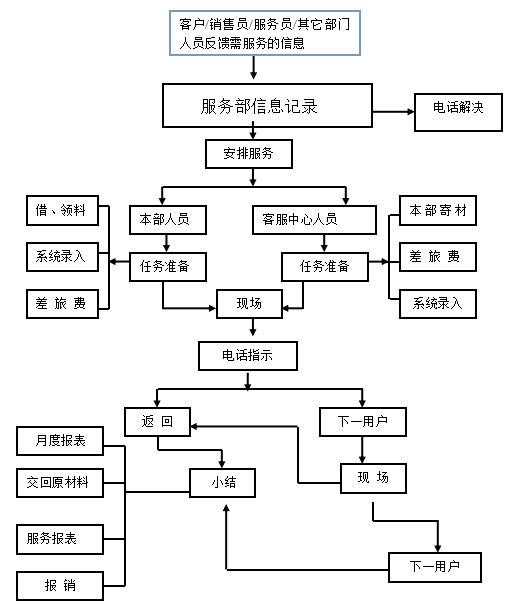 客户/销售员/服务员/其它部门
人员反馈需服务的信息
服务部信息记录
电话解决
安排服务
借、领料
本部人员
客服中心人员
本部寄材
系统录入
任务准备
任务准备
差 旅 费
差 旅 费
现场
系统录入
电话指示
返 回
下一用户
月度报表
交回原材料
小结
现 场
服务报表
下一用户
报 销